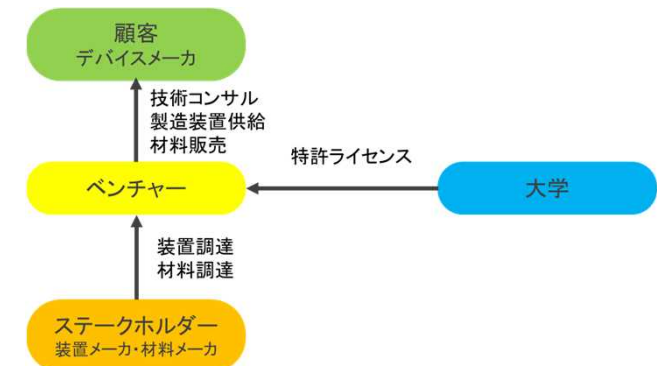 顧客
デバイスメーカ
技術コンサル
製造装置供給
材料販売
特許ライセンス
ベンチャー
大学
装置調達
材料調達
ステークホルダー
装置メーカ・材料メーカ